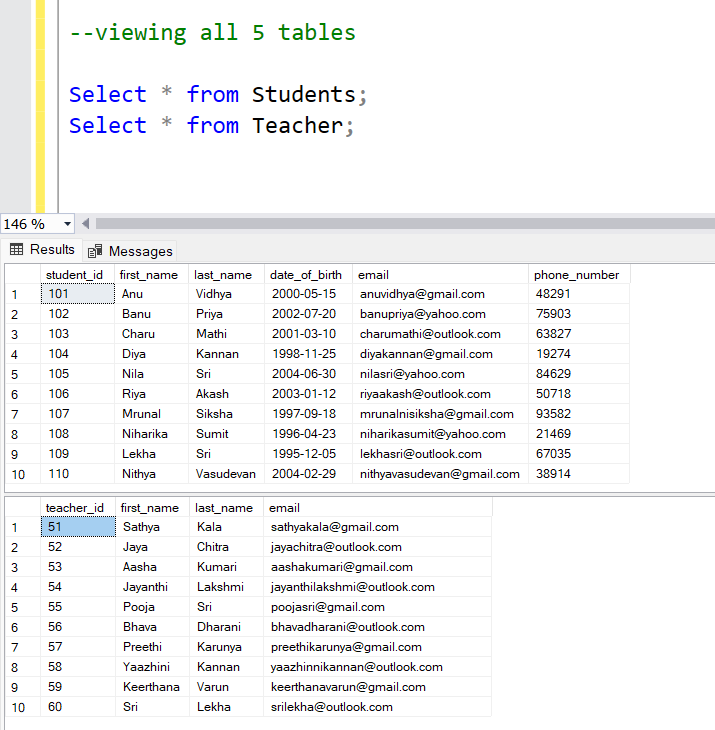 --viewing all 5 tables
Select * from Students;
Select * from Teacher;
146 %
Results Messages
student_id first_name last_name date_of_birth email phone_number
1 101 Anu Vidhya 2000-05-15 anuvidhya@gmail.com 48291
2 102 Banu Priya 2002-07-20 banupriya@yahoo.com 75903
3 103 Charu Mathi 2001-03-10 charumathi@outlook.com 63827
4 104 Diya Kannan 1998-11-25 diyakannan@gmail.com 19274
5 105 Nila Sri 2004-06-30 nilasri@yahoo.com 84629
6 106 Riya Akash 2003-01-12 riyaakash@outlook.com 50718
7 107 Mrunal Siksha 1997-09-18 mrunalnisiksha@gmail.com 93582
8 108 Niharika Sumit 1996-04-23 niharikasumit@yahoo.com 21469
9 109 Lekha Sri 1995-12-05 lekhasri@outlook.com 67035
10 110 Nithya Vasudevan 2004-02-29 nithyavasudevan@gmail.com 38914
teacher_id first_name last_name email
1 51 Sathya Kala sathyakala@gmail.com
2 52 Jaya Chitra jayachitra@outlook.com
3 53 Aasha Kumari aashakumari@gmail.com
4 54 Jayanthi Lakshmi jayanthilakshmi@outlook.com
5 55 Pooja Sri poojasri@gmail.com
6 56 Bhava Dharani bhavadharani@outlook.com
7 57 Preethi Karunya preethikarunya@gmail.com
8 58 Yaazhini Kannan yaazhinnikannan@outlook.com
9 59 Keerthana Varun keerthanavarun@gmail.com
10 60 Sri Lekha srilekha@outlook.com